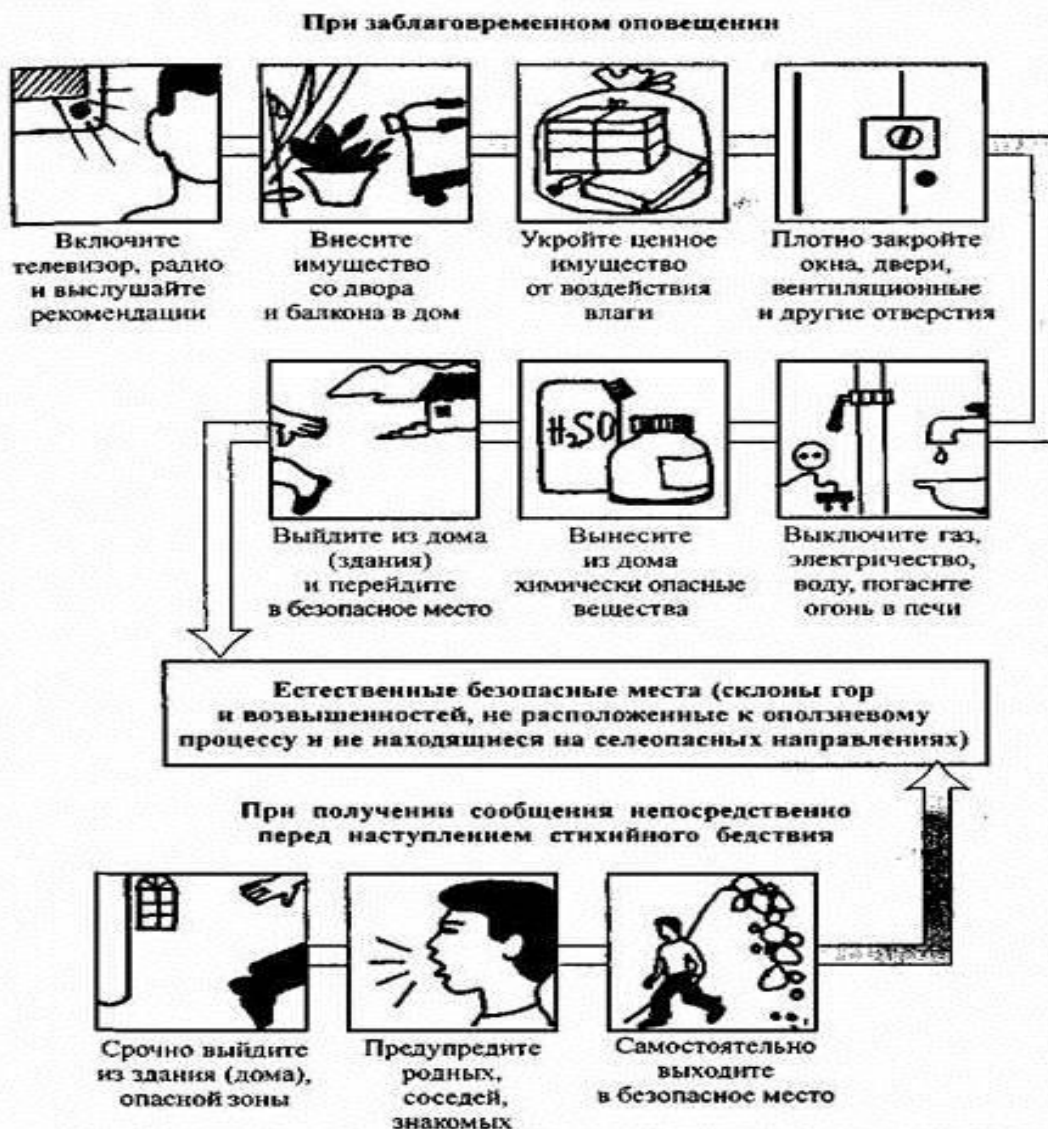 При заблаговременном оповещении
Включите
телевизор, радио
и выслушайте
рекомендации
Внесите
имущество
со двора
и балкона в дом
Укройте ценное
имущество
от воздействия
влаги
Плотно закройте
окна, двери,
вентиляционные
и другие отверстия
Выключите газ,
электричество,
воду, погасите
огонь в печи
H₂SO
Вынесите
из дома
химически опасные
вещества
Выйдите из дома
(здания)
и перейдите
в безопасное место
Естественные безопасные места (склоны гор
и возвышенностей, не расположенные к оползневому
процессу и не находящиеся на селеопасных направлениях)
При получении сообщения непосредственно
перед наступлением стихийного бедствия
Срочно выйдите
из здания (дома),
опасной зоны
Предупредите
родных,
соседей,
знакомых
Самостоятельно
выходите
в безопасное место